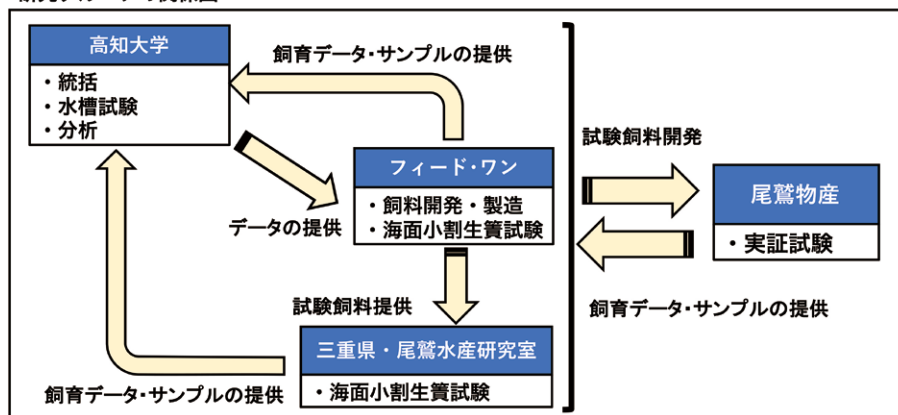 高知大学
・統括
・水槽試験
・分析
飼育データ・サンプルの提供
データの提供
フィード・ワン
・飼料開発・製造
・海面小割生簀試験
試験飼料提供
三重県・尾鷲水産研究室
・海面小割生簀試験
飼育データ・サンプルの提供
試験飼料開発
尾鷲物産
・実証試験
飼育データ・サンプルの提供